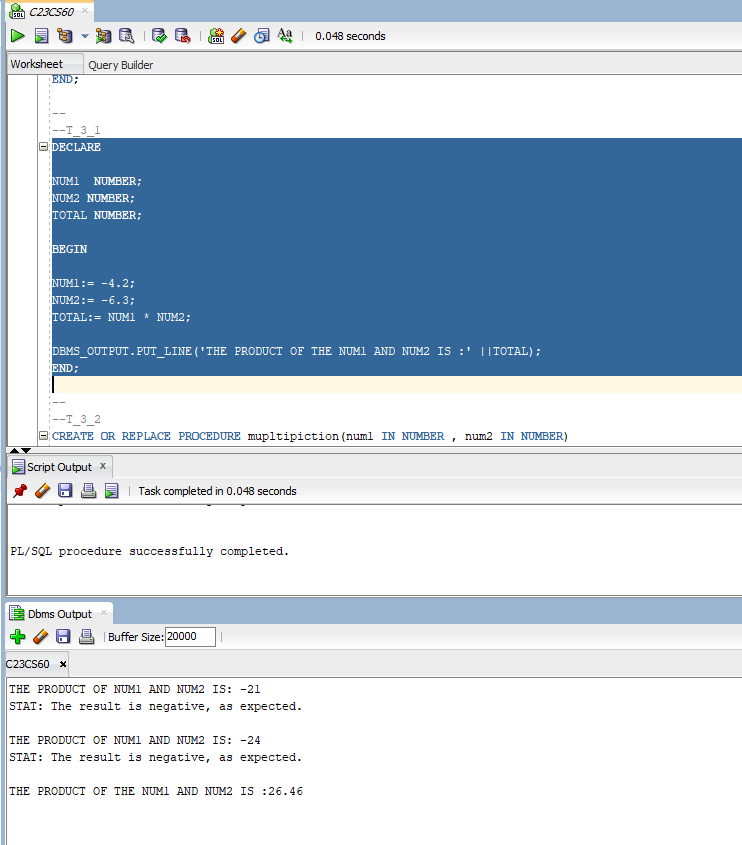 C23CS60
0.048 seconds
Worksheet Query Builder
END;
--
--T_3_1
DECLARE
NUM1  NUMBER;
NUM2 NUMBER;
TOTAL NUMBER;
BEGIN
NUM1:= -4.2;
NUM2:= -6.3;
TOTAL:= NUM1 * NUM2;
DBMS_OUTPUT.PUT_LINE('THE PRODUCT OF THE NUM1 AND NUM2 IS :' ||TOTAL);
END;
--
--T_3_2
CREATE OR REPLACE PROCEDURE mupltipiction(num1 IN NUMBER , num2 IN NUMBER)
Script Output x
Task completed in 0.048 seconds
PL/SQL procedure successfully completed.
Dbms Output
Buffer Size: 20000
C23CS60 x
THE PRODUCT OF NUM1 AND NUM2 IS: -21
STAT: The result is negative, as expected.
THE PRODUCT OF NUM1 AND NUM2 IS: -24
STAT: The result is negative, as expected.
THE PRODUCT OF THE NUM1 AND NUM2 IS :26.46